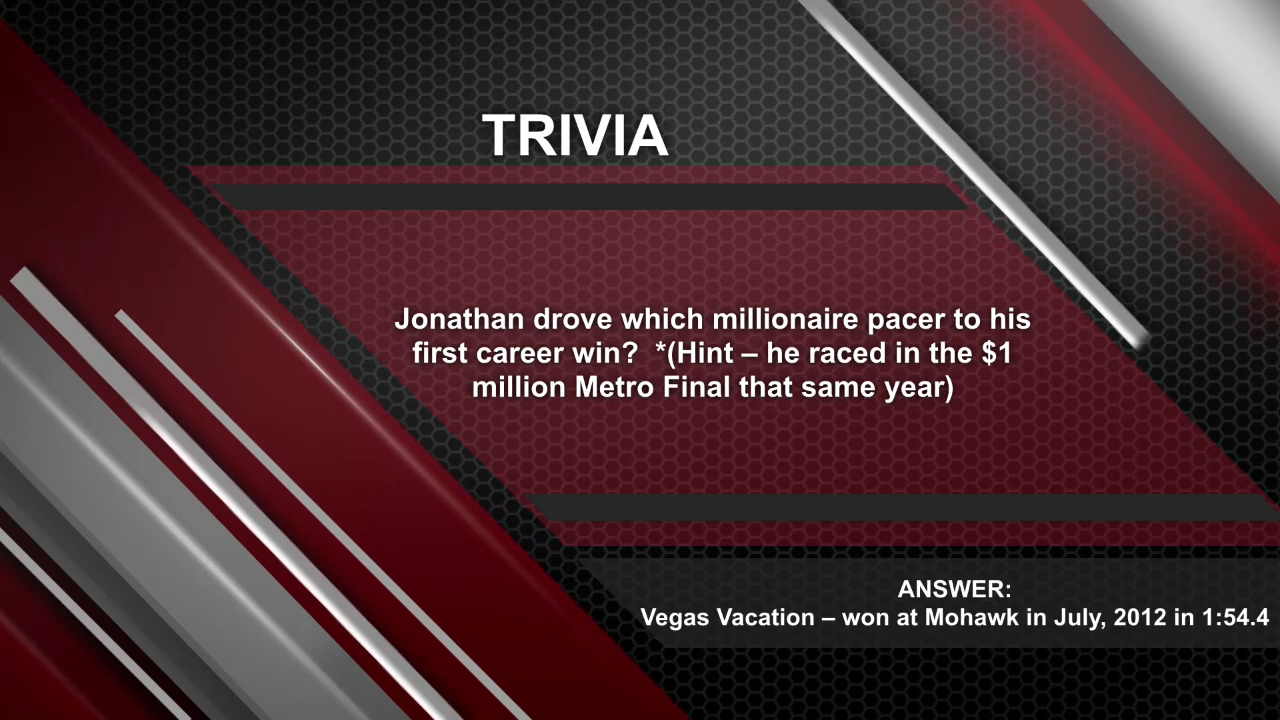 TRIVIA
Jonathan drove which millionaire pacer to his
first career win?  *(Hint – he raced in the $1
million Metro Final that same year)
ANSWER:
Vegas Vacation – won at Mohawk in July, 2012 in 1:54.4